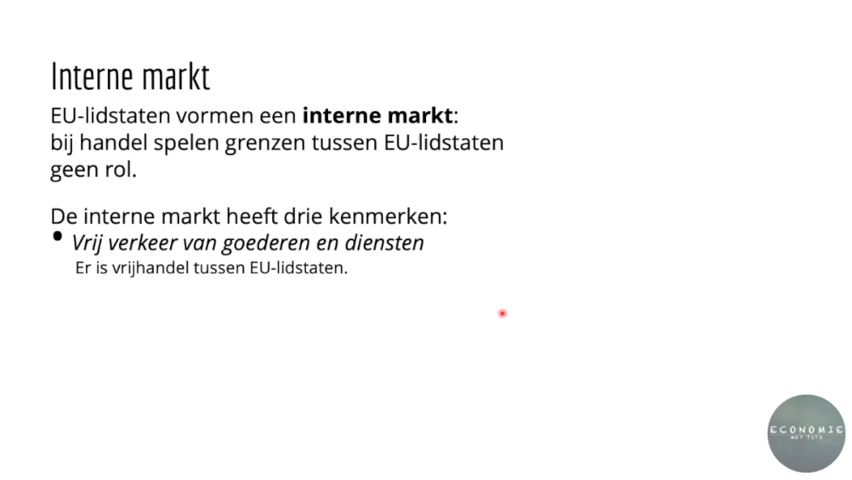 Interne markt
EU-lidstaten vormen een interne markt:
bij handel spelen grenzen tussen EU-lidstaten
geen rol.
De interne markt heeft drie kenmerken:
• Vrij verkeer van goederen en diensten
Er is vrijhandel tussen EU-lidstaten.
ECONOMIE